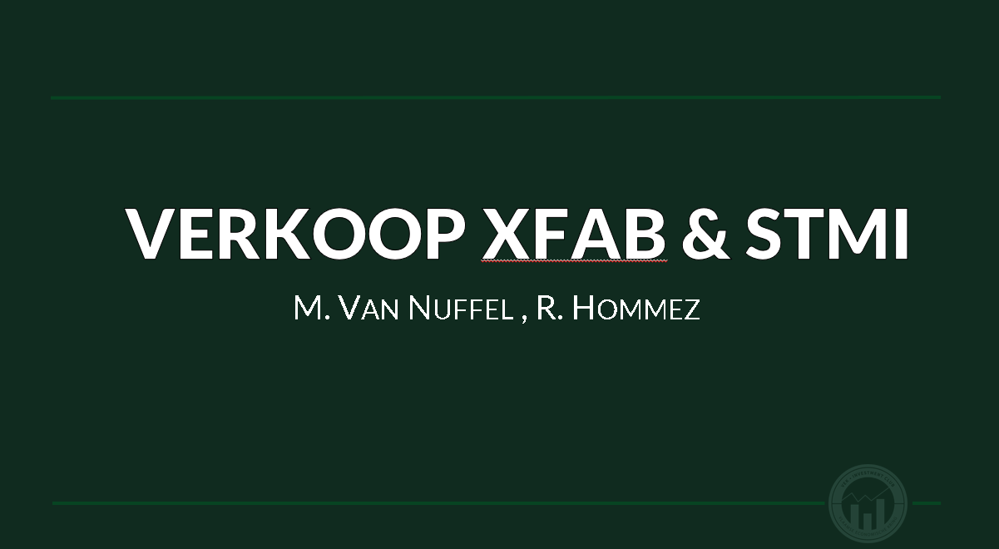 VERKOOP XFAB & STMI
M. VAN NUFFEL , R. HOMMEZ